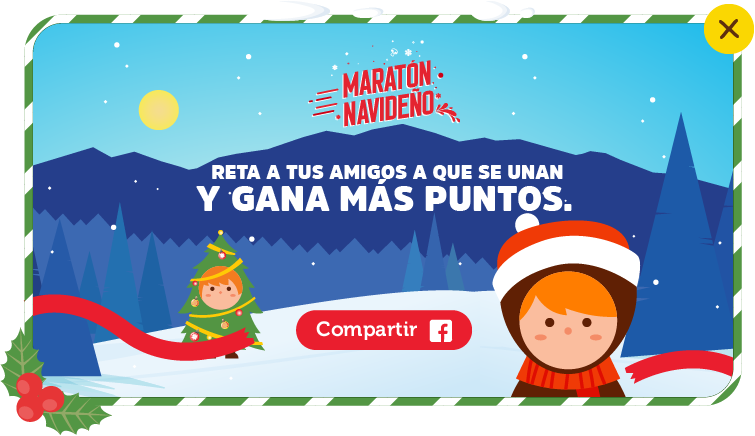 MARATÓN
NAVIDEÑO
RETA A TUS AMIGOS A QUE SE UNAN
Y GANA MÁS PUNTOS.
Compartir